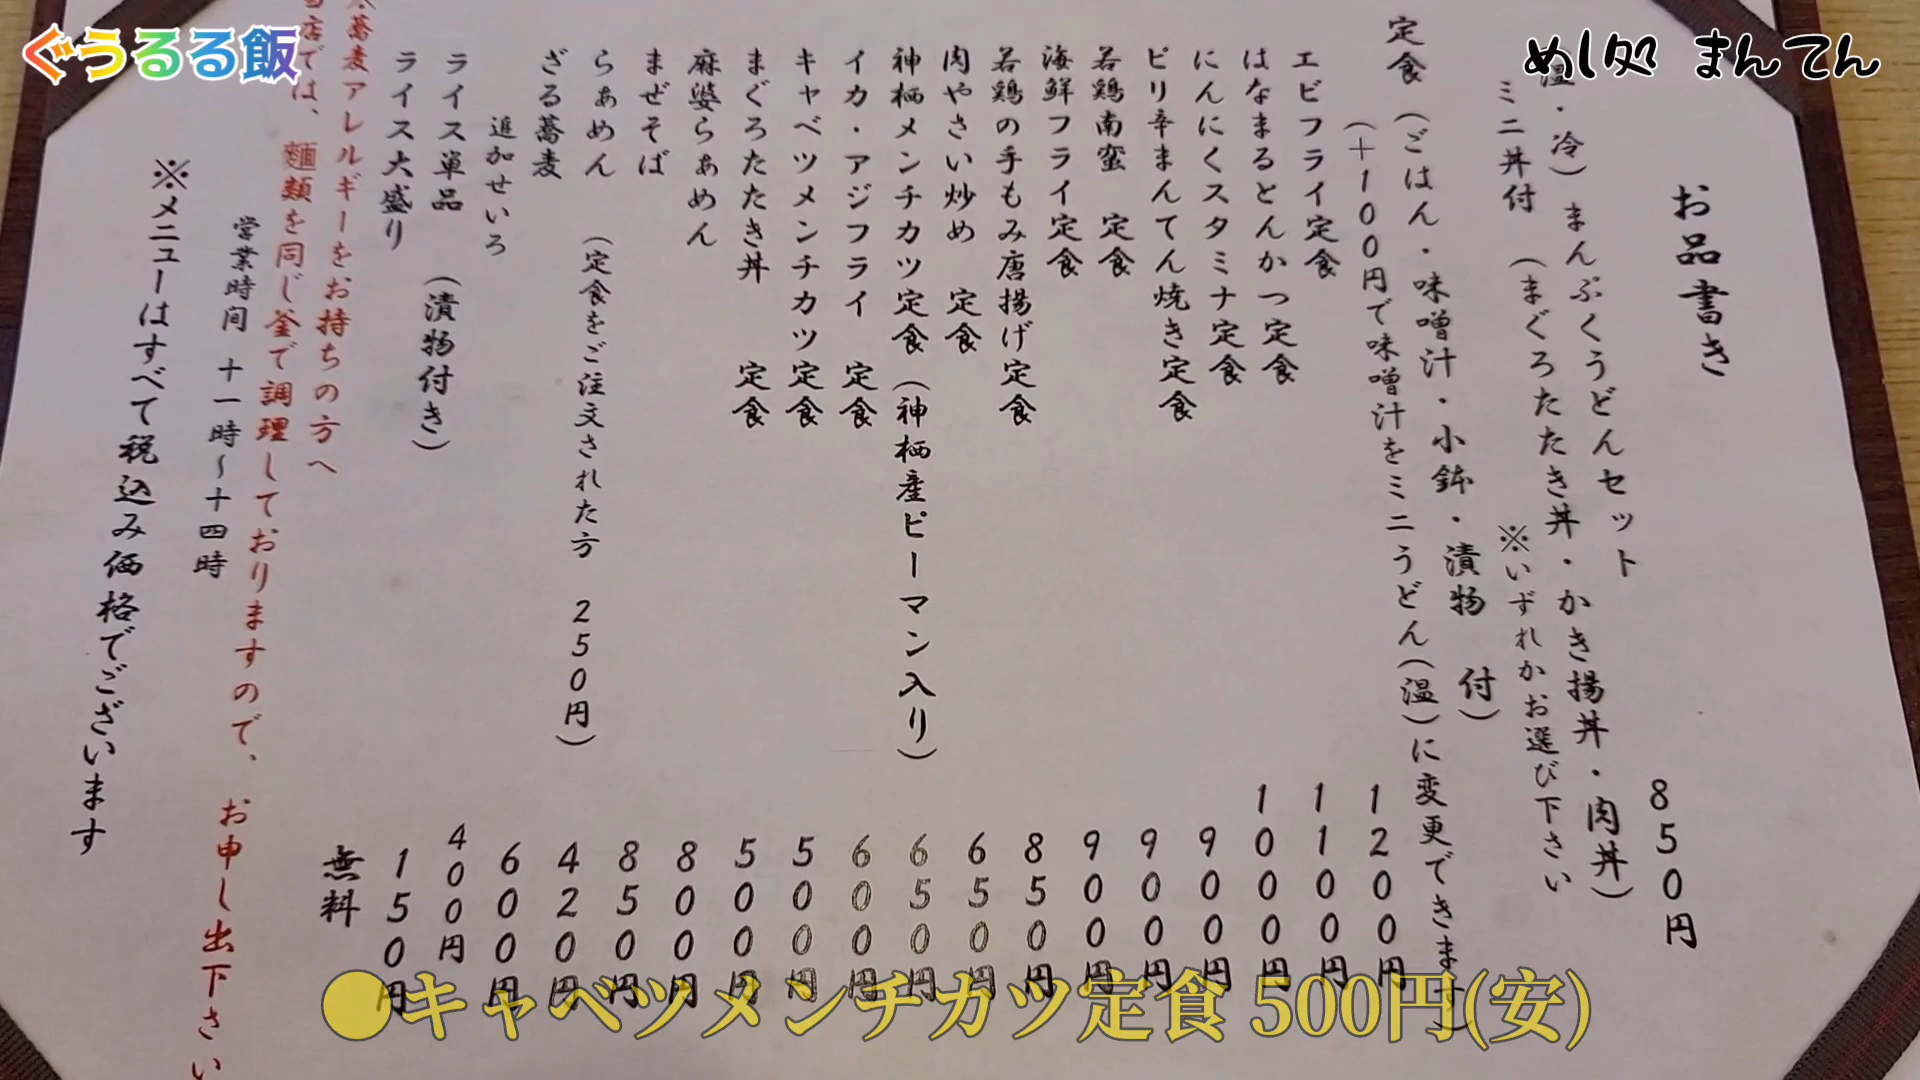 ぐうるる飯
めし処 まんてん
お品書き
(温・冷) まんぷくうどんセット 850円
ミニ丼付 (まぐろたたき丼・かき揚丼・肉丼)
※いずれかお選び下さい
定食 (ごはん・味噌汁・小鉢・漬物 付)
(+100円で味噌汁をミニうどん(温)に変更できます)
エビフライ定食 1200円
はなまるとんかつ定食 1100円
にんにくスタミナ定食 1000円
ピリ辛まんてん焼き定食 900円
若鶏南蛮 定食 900円
海鮮フライ定食 900円
若鶏の手もみ唐揚げ定食 850円
肉やさい炒め 定食 650円
神栖メンチカツ定食 (神栖産ピーマン入り) 650円
イカ・アジフライ 定食 600円
キャベツメンチカツ定食 500円
まぐろたたき丼 定食 500円
麻婆らぁめん 800円
まぜそば 850円
らぁめん (定食をご注文された方 250円) 420円
ざる蕎麦 600円
追加せいろ 400円
ライス単品 (漬物付き) 150円
ライス大盛り 無料
蕎麦アレルギーをお持ちの方へ
店では、麺類を同じ釜で調理しておりますので、お申し出下さい
営業時間 十一時~十四時
※メニューはすべて税込み価格でございます
●キャベツメンチカツ定食 500円(安)